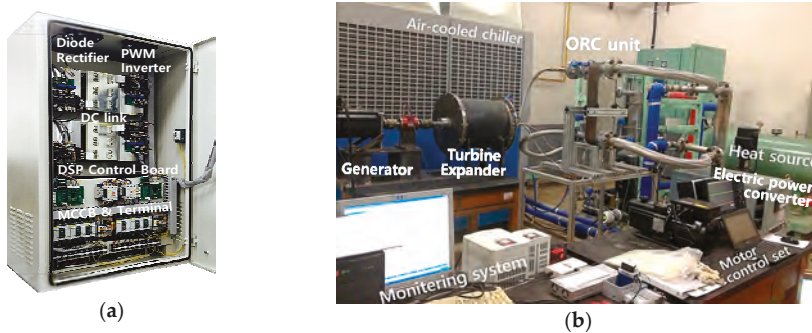 Diode
Rectifier
PWM
Inverter
DC link
DSP Control Board
MCCB & Terminal
(a)
Air-cooled chiller
ORC unit
Generator
Turbine
Expander
Heat source
Electric power
converter
Monitering system
Motor
control set
(b)